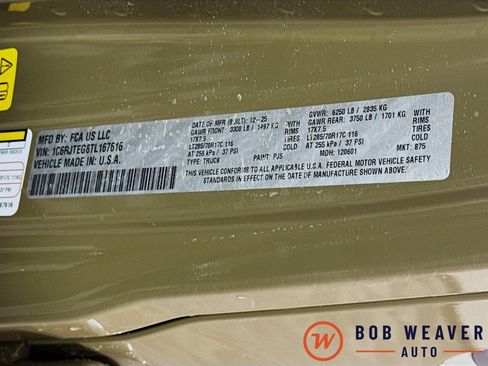 MFD BY: FCA US LLC
VIN: 1C6RJTEG8TL167616
VEHICLE MADE IN U.S.A.
DATE OF MFR (BUILT): 12-25
GAWR FRONT: 3300 LB / 1497 KG
17X7.5 RIMS
LT285/70R17C 116 TIRES
AT 255 kPa / 37 PSI COLD
TYPE: TRUCK PAINT: PJ5
GVWR: 6250 LB / 2835 KG
GAWR REAR: 3750 LB / 1701 KG
17X7.5 RIMS
LT285/70R17C 116 TIRES
AT 255 kPa / 37 PSI COLD
MDH: 120601 MKT: 875
THIS VEHICLE CONFORMS TO ALL APPLICABLE U.S.A. FEDERAL MOTOR VEHICLE SAFETY
STANDARDS IN EFFECT ON THE DATE OF MANUFACTURE SHOWN ABOVE.
BOB WEAVER
AUTO